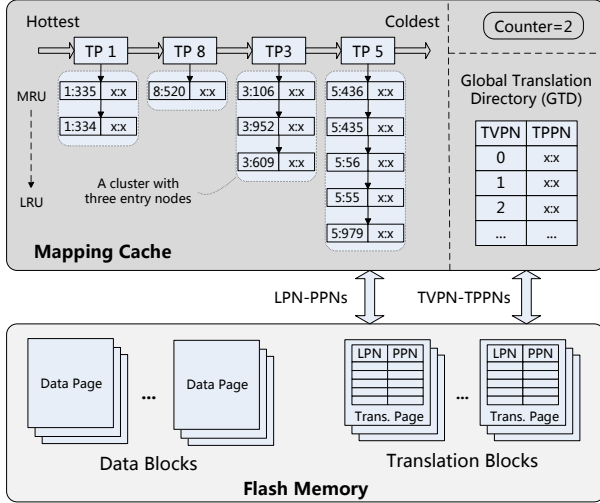 Hottest
Coldest
Counter=2
TP 1
TP 8
TP3
TP 5
MRU
LRU
1:335 x:x
1:334 x:x
8:520 x:x
3:106 x:x
3:952 x:x
3:609 x:x
5:436 x:x
5:435 x:x
5:56 x:x
5:55 x:x
5:979 x:x
A cluster with
three entry nodes
Mapping Cache
Global Translation
Directory (GTD)
TVPN TPPN
0 x:x
1 x:x
2 x:x
... ...
LPN-PPNs
TVPN-TPPNs
Data Page
...
Data Page
Data Blocks
LPN PPN
Trans. Page
...
LPN PPN
Trans. Page
Translation Blocks
Flash Memory